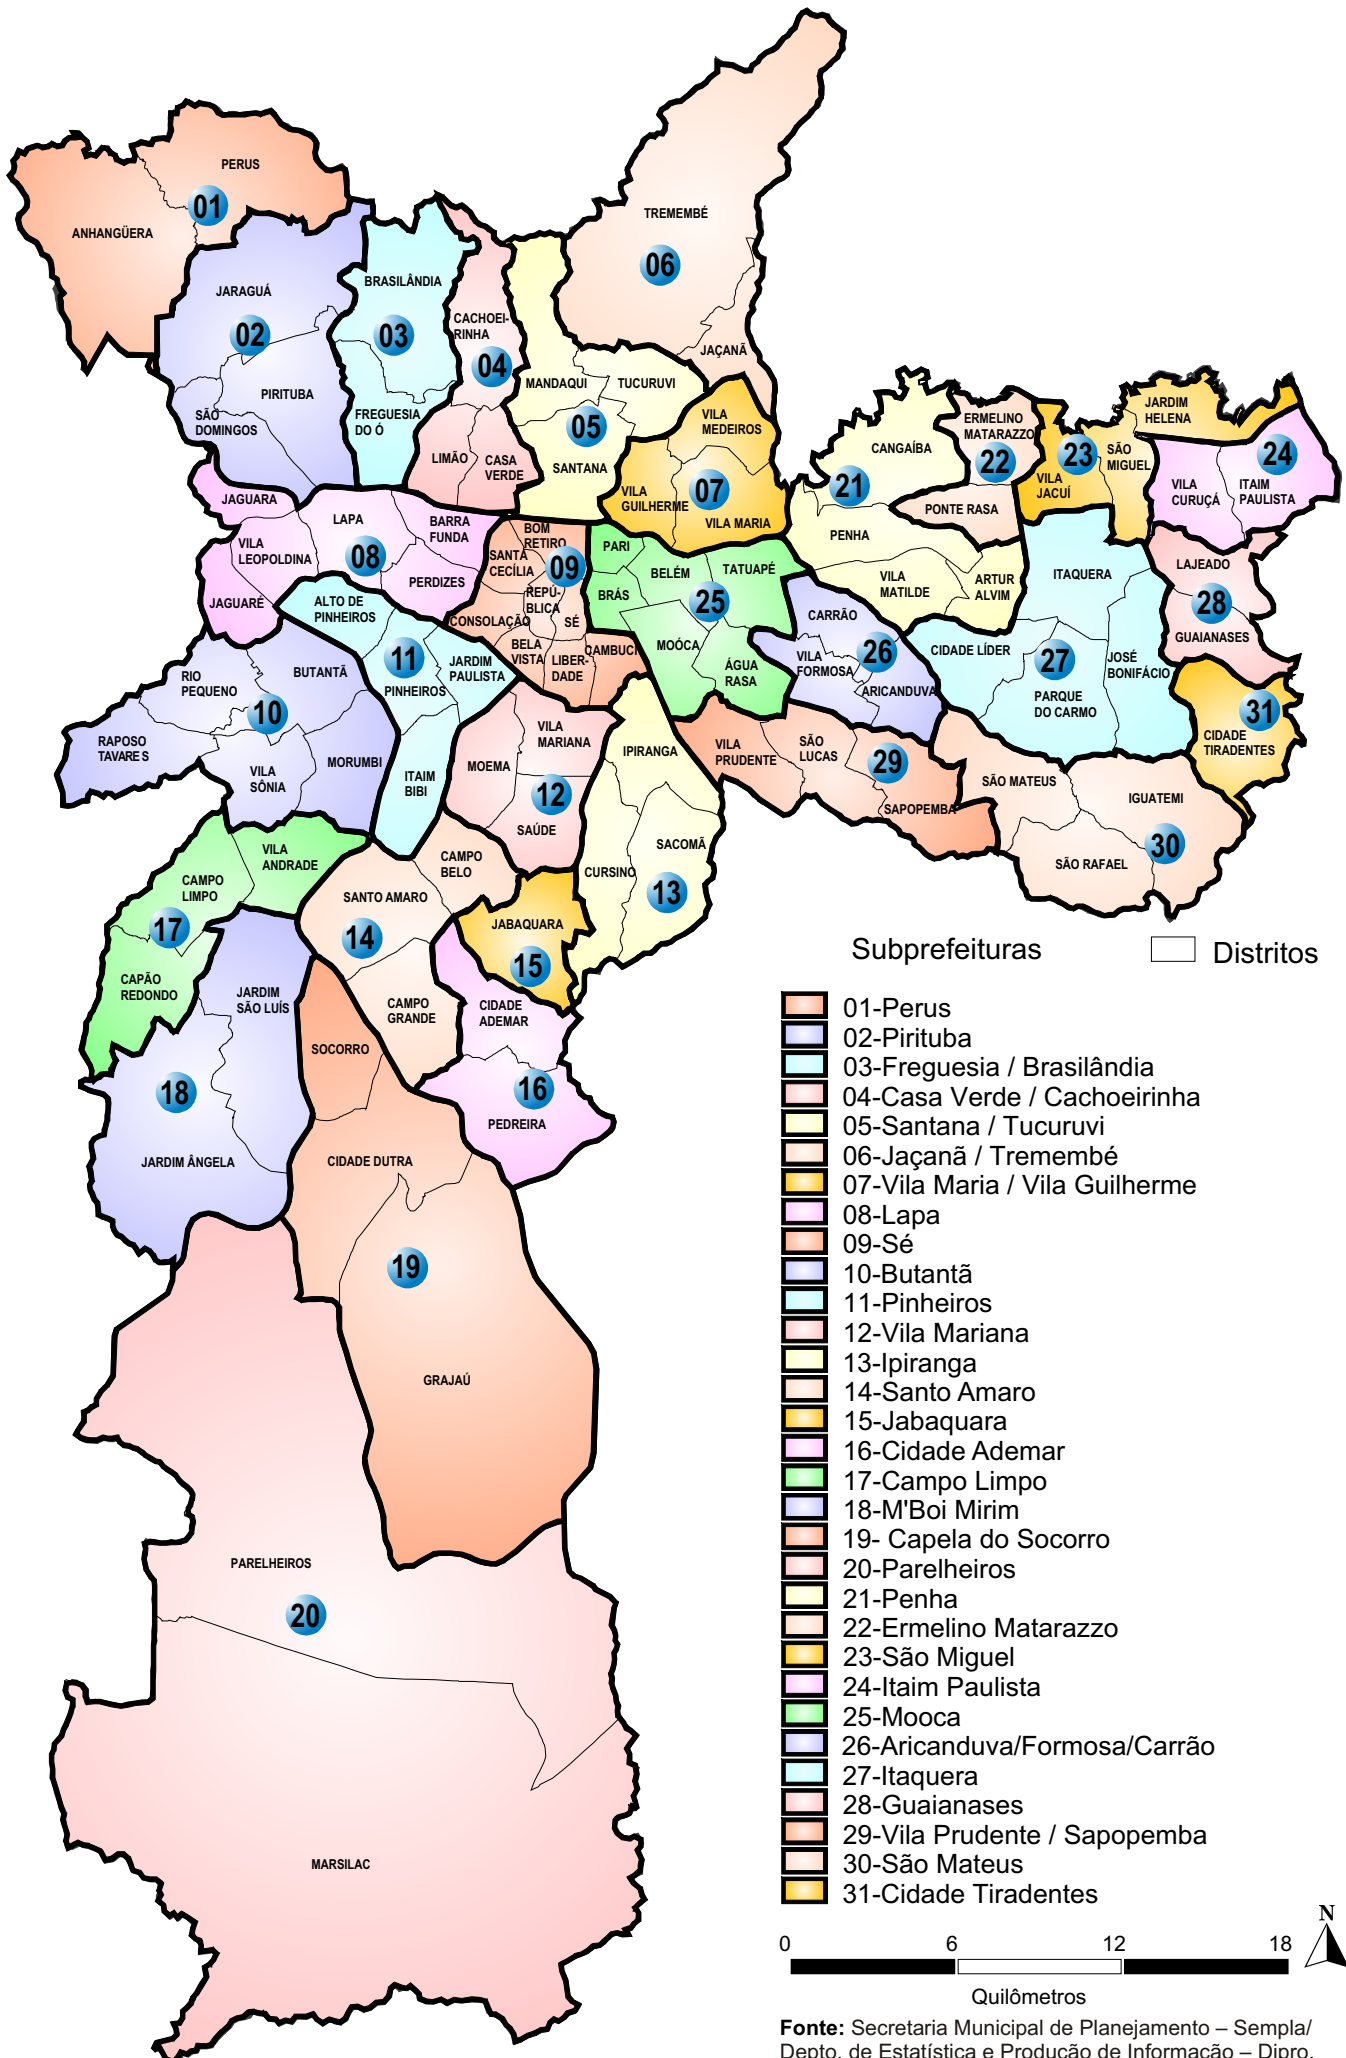 PERUS
01
ANHANGÜERA
TREMEMBÉ
06
JAÇANÃ
JARAGUÁ
02
PIRITUBA
SÃO
DOMINGOS
BRASILÂNDIA
03
FREGUESIA
DO Ó
CACHOEI-
RINHA
04
LIMÃO
CASA
VERDE
MANDAQUI
TUCURUVI
05
SANTANA
VILA
MEDEIROS
07
VILA
GUILHERME
VILA MARIA
CANGAÍBA
21
PENHA
VILA
MATILDE
ARTUR
ALVIM
ERMELINO
MATARAZZO
22
PONTE RASA
23
VILA
JACUÍ
SÃO
MIGUEL
JARDIM
HELENA
24
VILA
CURUÇÁ
ITAIM
PAULISTA
JAGUARA
LAPA
BARRA
FUNDA
VILA
LEOPOLDINA
08
PERDIZES
JAGUARÉ
BOM
RETIRO
SANTA
CECÍLIA
09
REPÚ-
BLICA
SÉ
CONSOLAÇÃO
BELA
VISTA
LIBER-
DADE
CAMBUCI
PARI
BELÉM
TATUAPÉ
BRÁS
25
MOÓCA
ÁGUA
RASA
CARRÃO
VILA
FORMOSA
26
ARICANDUVA
ITAQUERA
CIDADE LÍDER
27
JOSÉ
BONIFÁCIO
PARQUE
DO CARMO
LAJEADO
28
GUAIANASES
31
CIDADE
TIRADENTES
ALTO DE
PINHEIROS
11
JARDIM
PAULISTA
PINHEIROS
ITAIM
BIBI
RIO
PEQUENO
BUTANTÃ
10
RAPOSO
TAVARES
VILA
SÔNIA
MORUMBI
VILA
MARIANA
MOEMA
12
SAÚDE
IPIRANGA
SACOMÃ
CURSINO
13
VILA
PRUDENTE
SÃO
LUCAS
29
SAPOPEMBA
SÃO MATEUS
IGUATEMI
30
SÃO RAFAEL
VILA
ANDRADE
CAMPO
LIMPO
17
CAPÃO
REDONDO
CAMPO
BELO
SANTO AMARO
14
CAMPO
GRANDE
JABAQUARA
15
CIDADE
ADEMAR
16
PEDREIRA
JARDIM
SÃO LUÍS
18
JARDIM ÂNGELA
SOCORRO
CIDADE DUTRA
19
GRAJAÚ
PARELHEIROS
20
MARSILAC
Subprefeituras
Distritos
01-Perus
02-Pirituba
03-Freguesia / Brasilândia
04-Casa Verde / Cachoeirinha
05-Santana / Tucuruvi
06-Jaçanã / Tremembé
07-Vila Maria / Vila Guilherme
08-Lapa
09-Sé
10-Butantã
11-Pinheiros
12-Vila Mariana
13-Ipiranga
14-Santo Amaro
15-Jabaquara
16-Cidade Ademar
17-Campo Limpo
18-M'Boi Mirim
19- Capela do Socorro
20-Parelheiros
21-Penha
22-Ermelino Matarazzo
23-São Miguel
24-Itaim Paulista
25-Mooca
26-Aricanduva/Formosa/Carrão
27-Itaquera
28-Guaianases
29-Vila Prudente / Sapopemba
30-São Mateus
31-Cidade Tiradentes
N
0 6 12 18
Quilômetros
Fonte: Secretaria Municipal de Planejamento – Sempla/
Depto. de Estatística e Produção de Informação – Dipro.